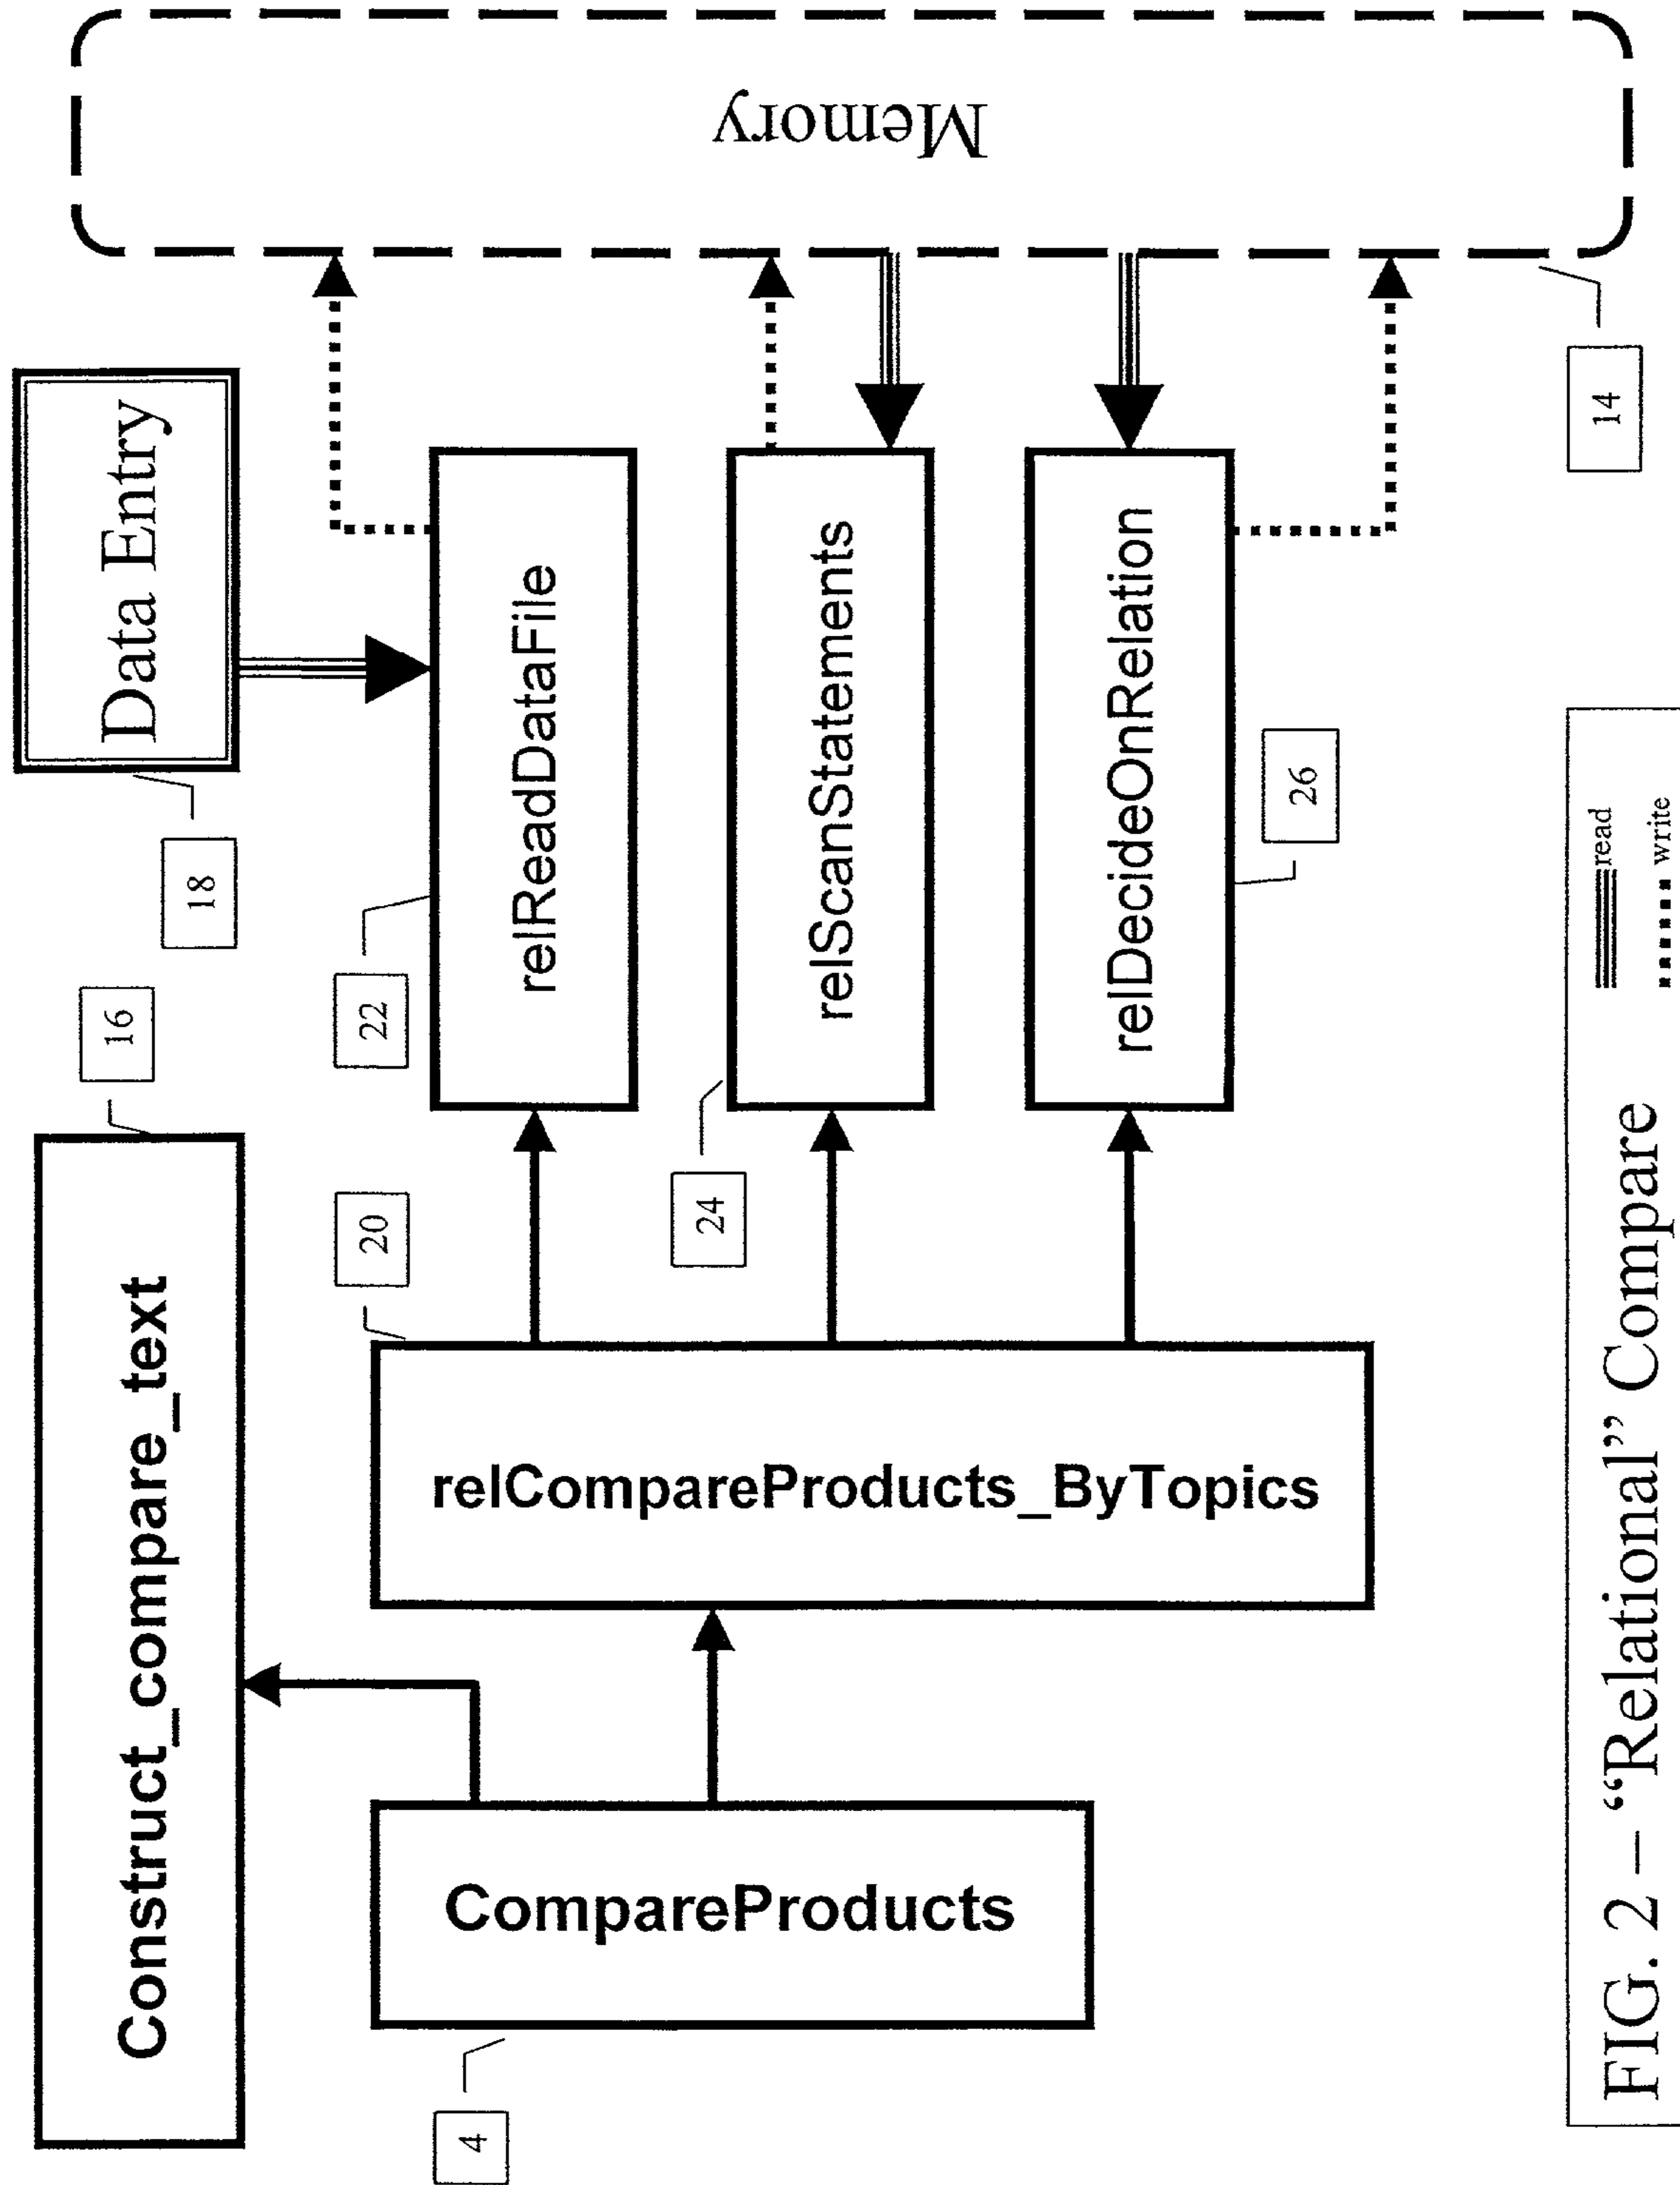 16
Construct_compare_text
18
Data Entry
4
CompareProducts
20
relCompareProducts_ByTopics
22
relReadDataFile
24
relScanStatements
26
relDecideOnRelation
Memory
14
FIG. 2 – “Relational” Compare
read
write